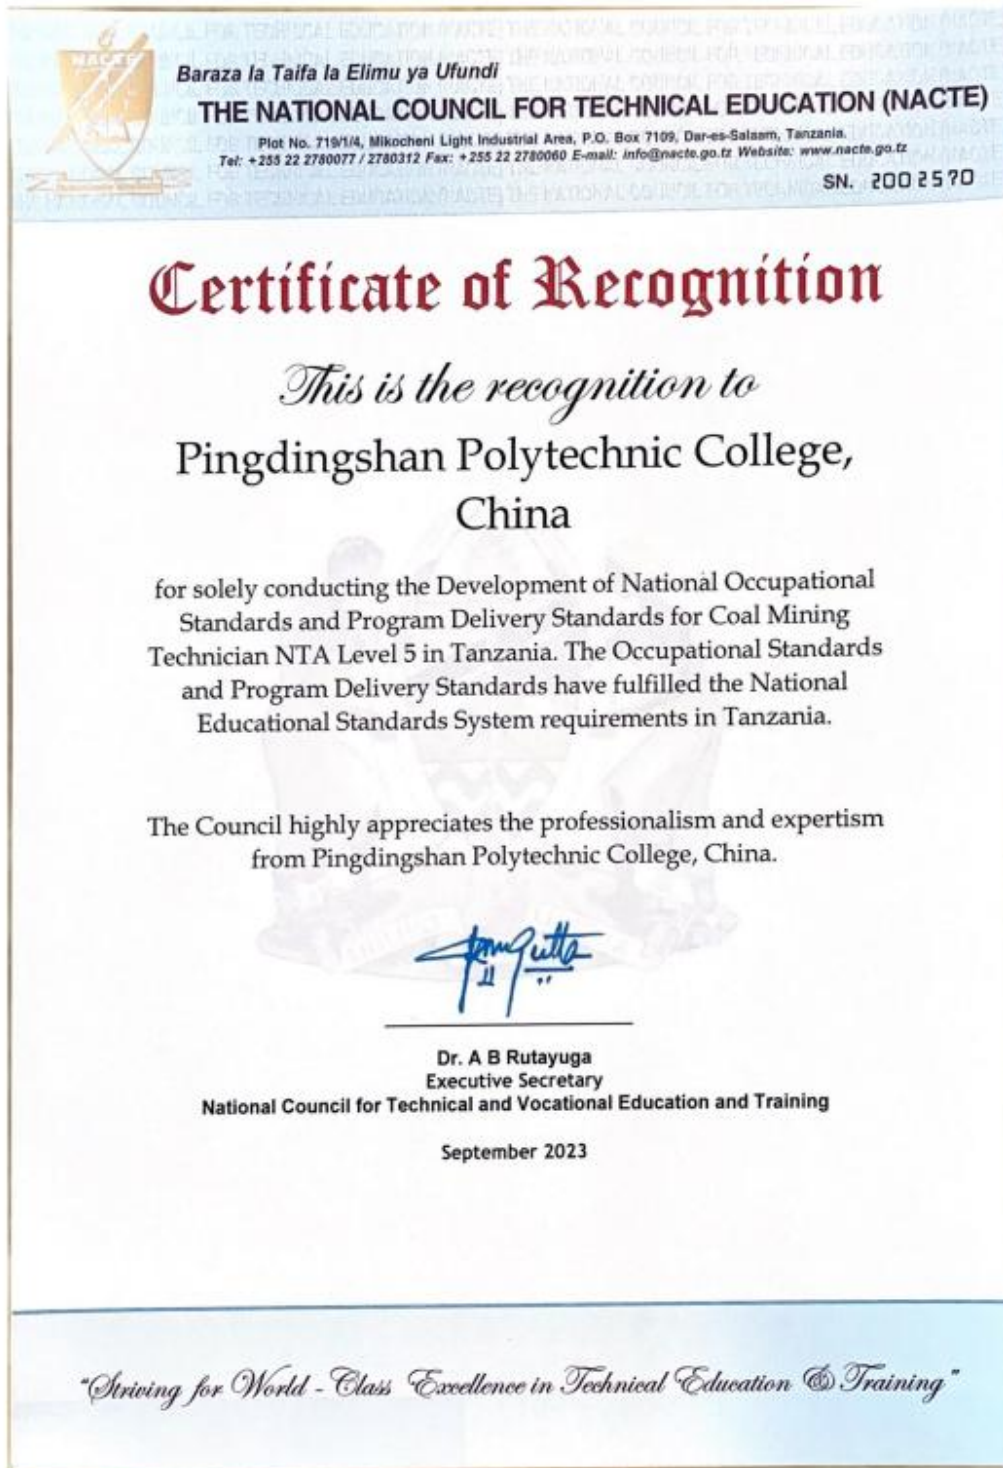 NACTE
Baraza la Taifa la Elimu ya Ufundi
THE NATIONAL COUNCIL FOR TECHNICAL EDUCATION (NACTE)
Plot No. 719/1/4, Mikocheni Light Industrial Area, P.O. Box 7109, Dar-es-Salaam, Tanzania.
Tel: +255 22 2780077 / 2780312 Fax: +255 22 2780060 E-mail: info@nacte.go.tz Website: www.nacte.go.tz
SN. 2002570
Certificate of Recognition
This is the recognition to
Pingdingshan Polytechnic College,
China
for solely conducting the Development of National Occupational
Standards and Program Delivery Standards for Coal Mining
Technician NTA Level 5 in Tanzania. The Occupational Standards
and Program Delivery Standards have fulfilled the National
Educational Standards System requirements in Tanzania.
The Council highly appreciates the professionalism and expertism
from Pingdingshan Polytechnic College, China.
Dr. A B Rutayuga
Executive Secretary
National Council for Technical and Vocational Education and Training
September 2023
"Striving for World - Class Excellence in Technical Education & Training"